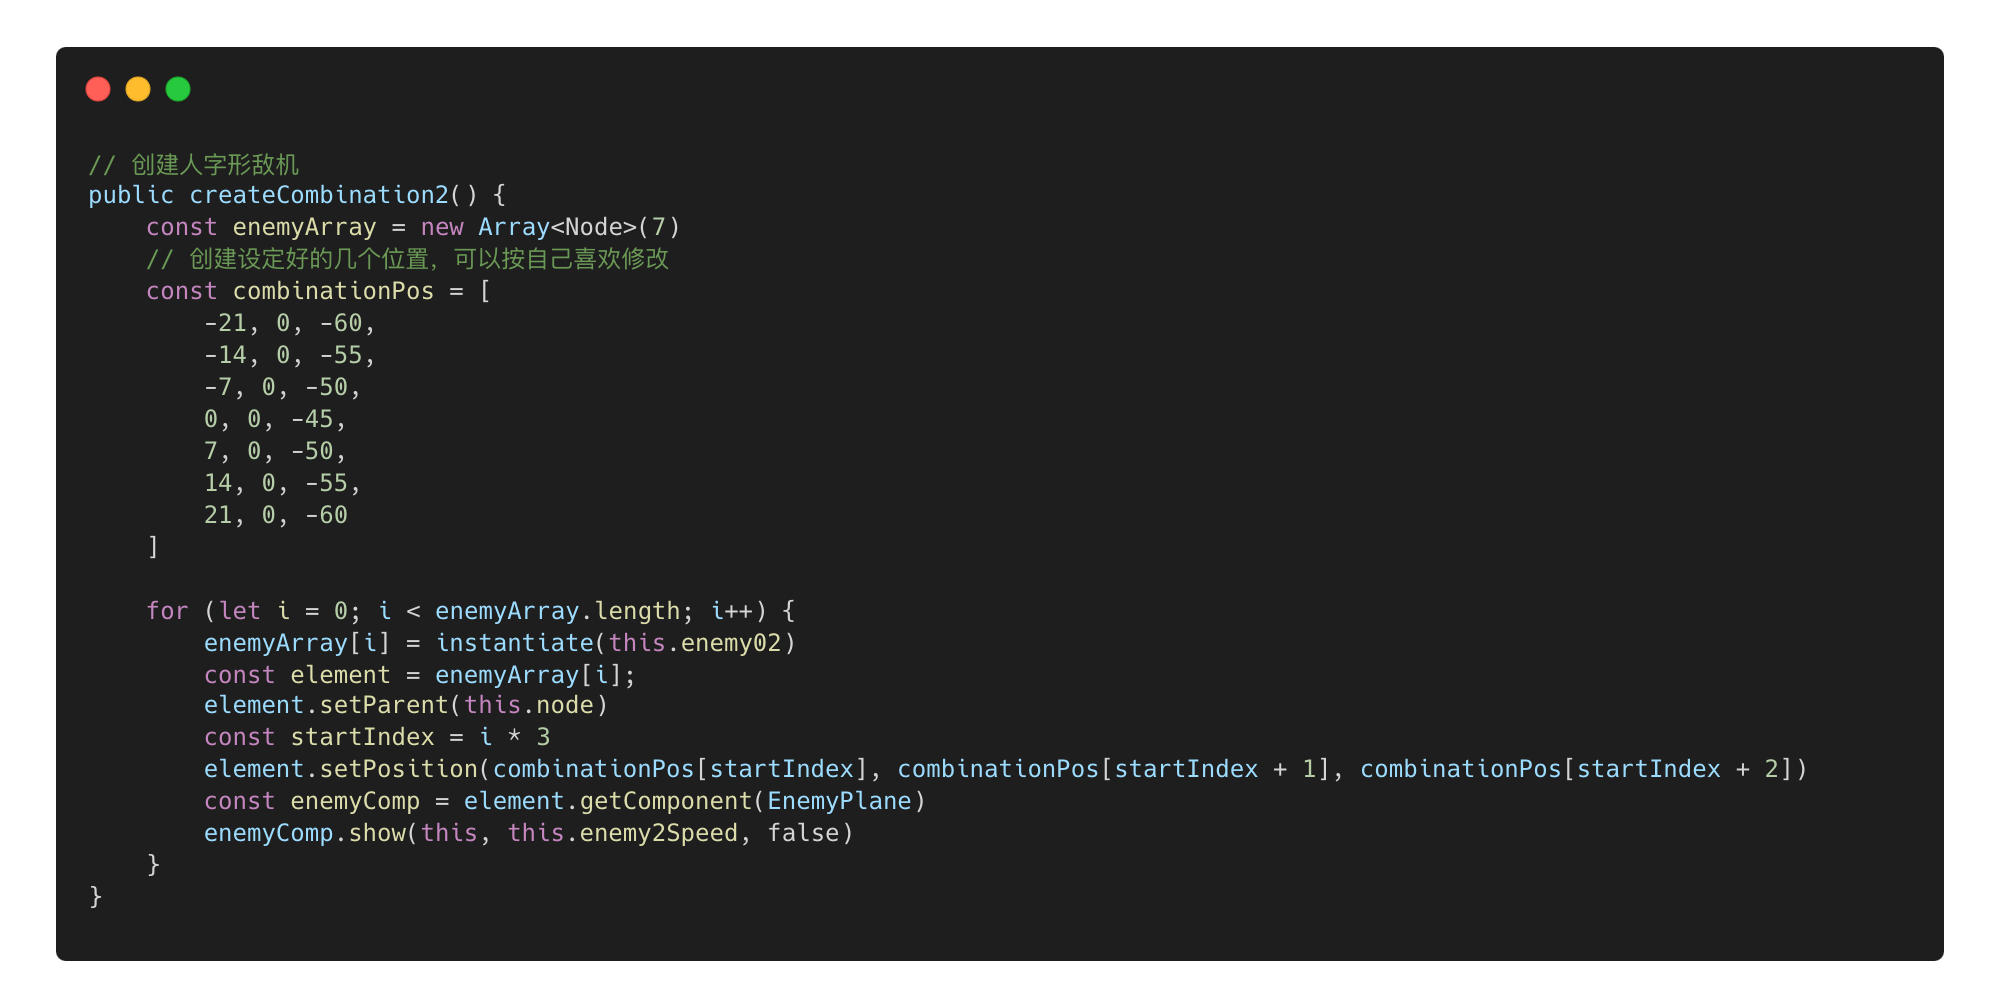 // 创建人字形敌机
public createCombination2() {
    const enemyArray = new Array<Node>(7)
    // 创建设定好的几个位置，可以按自己喜欢修改
    const combinationPos = [
        -21, 0, -60,
        -14, 0, -55,
        -7, 0, -50,
        0, 0, -45,
        7, 0, -50,
        14, 0, -55,
        21, 0, -60
    ]

    for (let i = 0; i < enemyArray.length; i++) {
        enemyArray[i] = instantiate(this.enemy02)
        const element = enemyArray[i];
        element.setParent(this.node)
        const startIndex = i * 3
        element.setPosition(combinationPos[startIndex], combinationPos[startIndex + 1], combinationPos[startIndex + 2])
        const enemyComp = element.getComponent(EnemyPlane)
        enemyComp.show(this, this.enemy2Speed, false)
    }
}